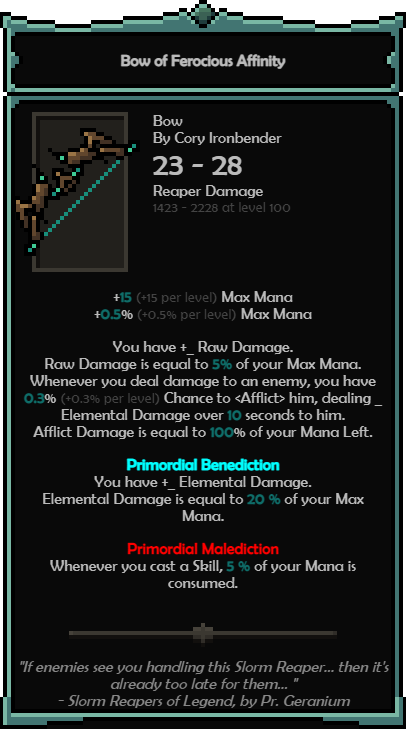 Bow of Ferocious Affinity
Bow
By Cory Ironbender
23 - 28
Reaper Damage
1423 - 2228 at level 100
+15 (+15 per level) Max Mana
+0.5% (+0.5% per level) Max Mana
You have +_ Raw Damage.
Raw Damage is equal to 5% of your Max Mana.
Whenever you deal damage to an enemy, you have
0.3% (+0.3% per level) Chance to <Afflict> him, dealing _
Elemental Damage over 10 seconds to him.
Afflict Damage is equal to 100% of your Mana Left.
Primordial Benediction
You have +_ Elemental Damage.
Elemental Damage is equal to 20 % of your Max
Mana.
Primordial Malediction
Whenever you cast a Skill, 5 % of your Mana is
consumed.
"If enemies see you handling this Slorm Reaper... then it's
already too late for them... "
- Slorm Reapers of Legend, by Pr. Geranium